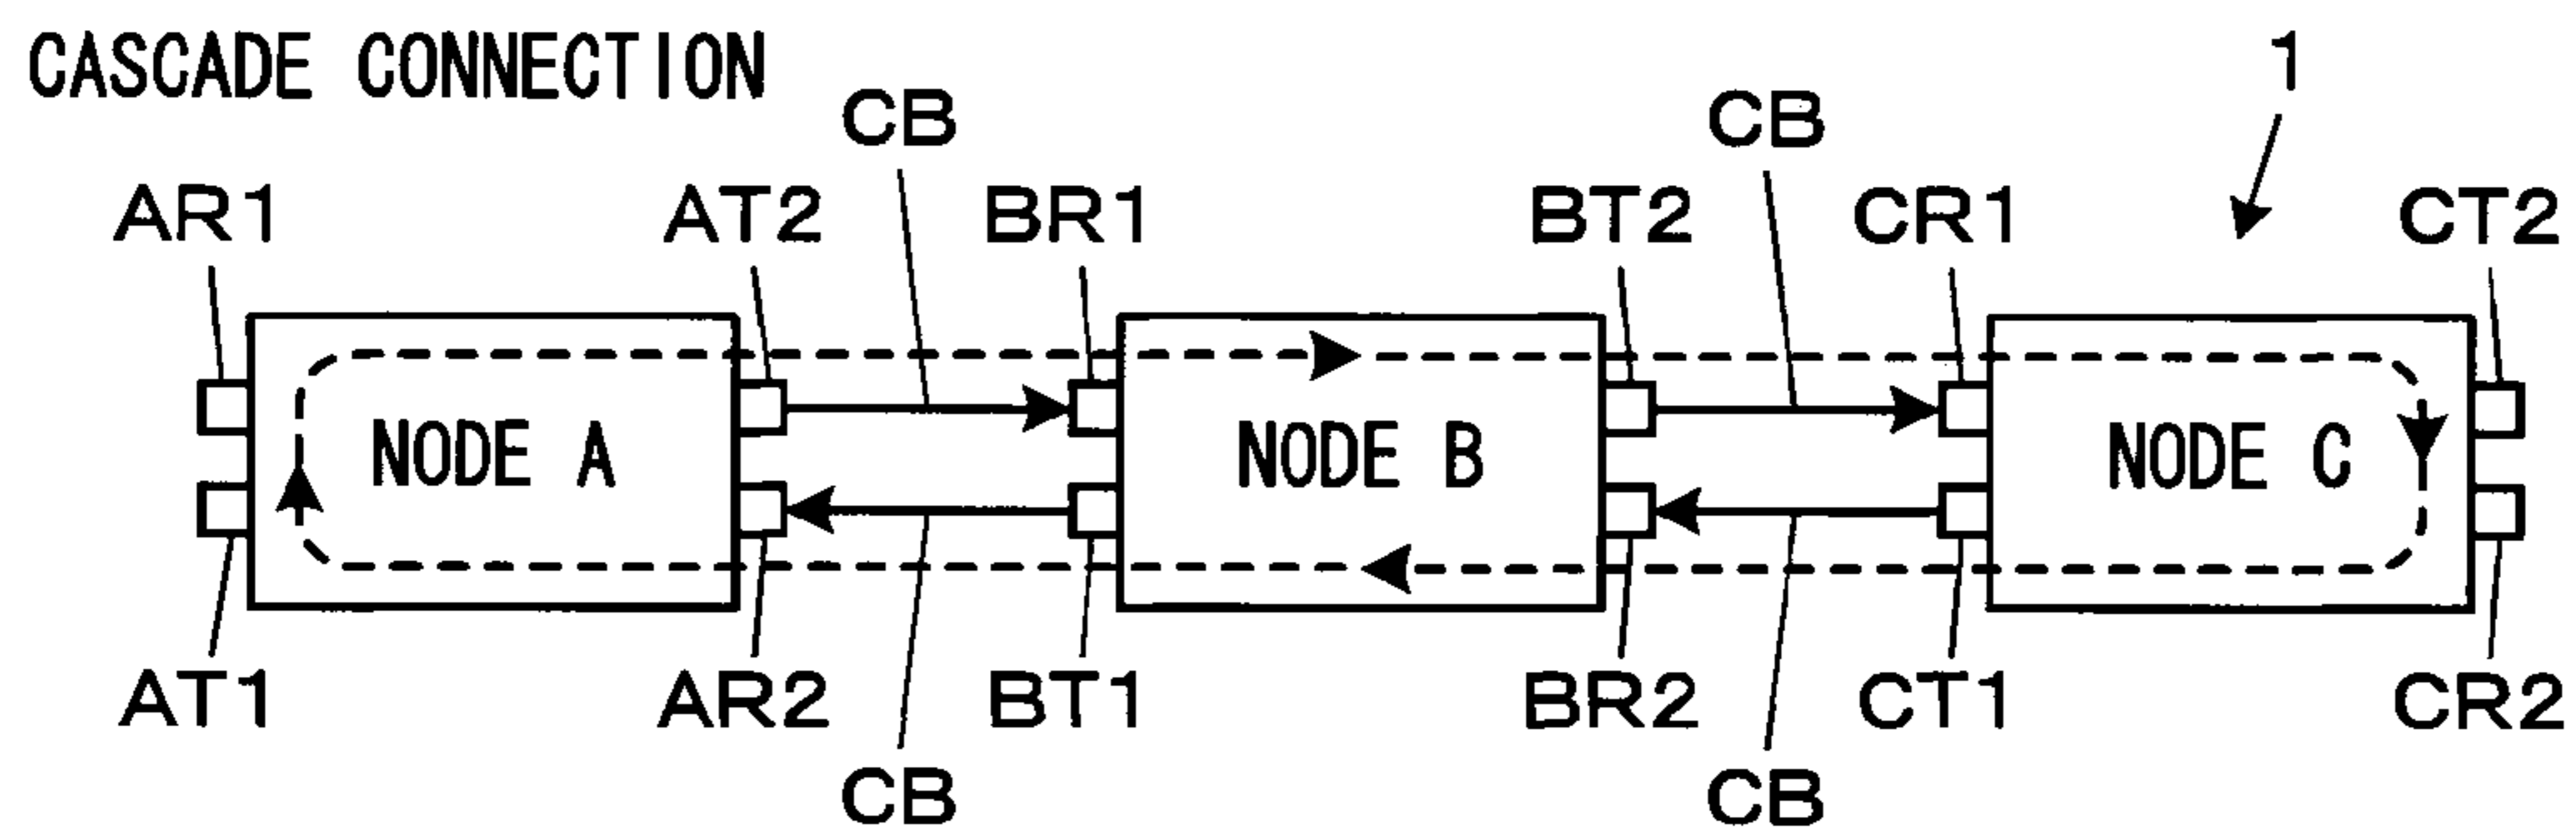 CASCADE CONNECTION
1
CB CB
AR1 AT2 BR1 BT2 CR1 CT2
NODE A NODE B NODE C
AT1 AR2 BT1 BR2 CT1 CR2
CB CB